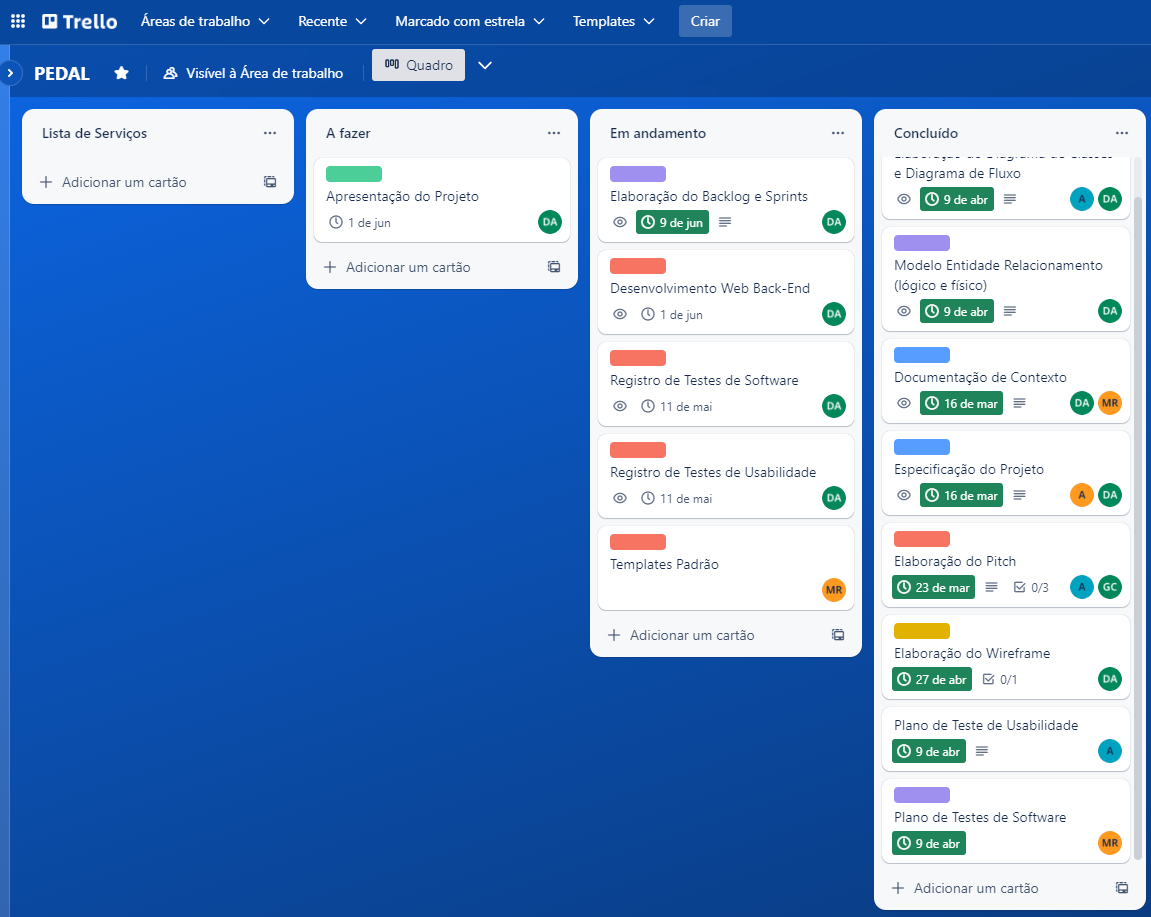 Trello Áreas de trabalho Recente Marcado com estrela Templates Criar
PEDAL Visível à Área de trabalho Quadro
Lista de Serviços
Adicionar um cartão
A fazer
Apresentação do Projeto
1 de jun DA
Adicionar um cartão
Em andamento
Elaboração do Backlog e Sprints
9 de jun DA
Desenvolvimento Web Back-End
1 de jun DA
Registro de Testes de Software
11 de mai DA
Registro de Testes de Usabilidade
11 de mai DA
Templates Padrão
MR
Adicionar um cartão
Concluído
Elaboração do Diagrama de Classes
e Diagrama de Fluxo
9 de abr A DA
Modelo Entidade Relacionamento
(lógico e físico)
9 de abr DA
Documentação de Contexto
16 de mar DA MR
Especificação do Projeto
16 de mar A DA
Elaboração do Pitch
23 de mar 0/3 A GC
Elaboração do Wireframe
27 de abr 0/1 DA
Plano de Teste de Usabilidade
9 de abr A
Plano de Testes de Software
9 de abr MR
Adicionar um cartão